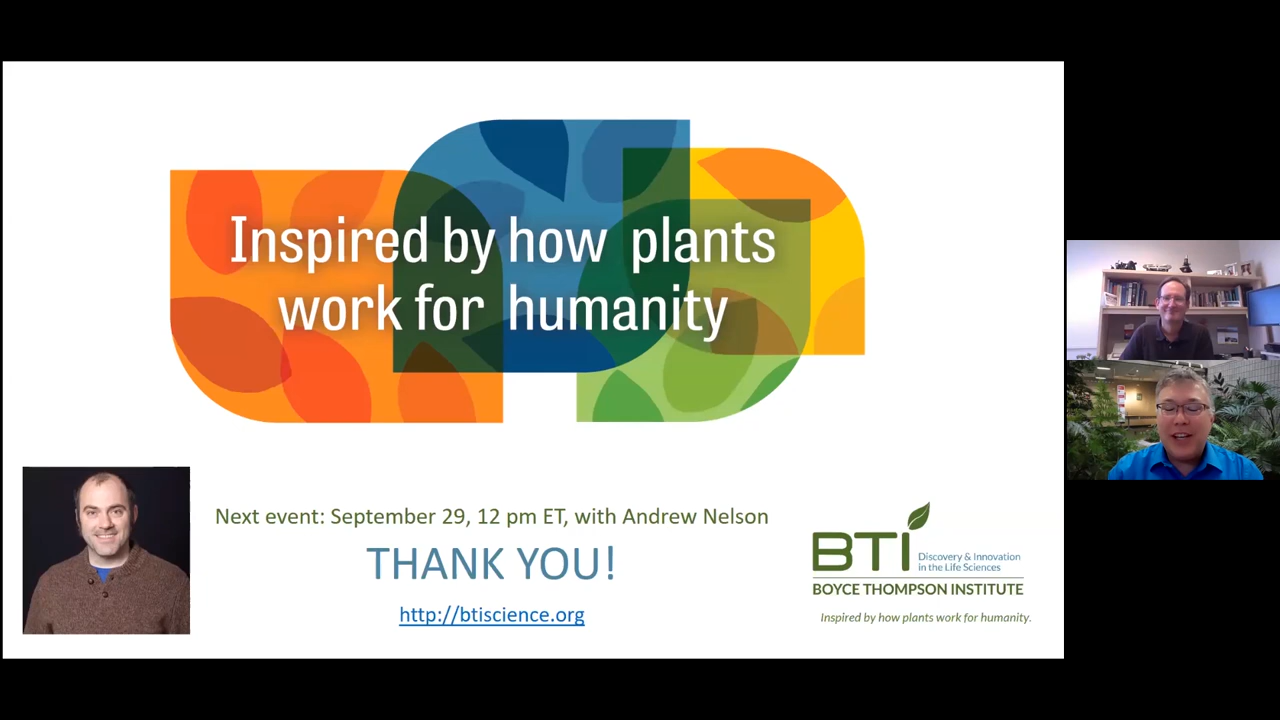 Inspired by how plants
work for humanity
Next event: September 29, 12 pm ET, with Andrew Nelson
THANK YOU!
http://btiscience.org
BTI
Discovery & Innovation
in the Life Sciences
BOYCE THOMPSON INSTITUTE
Inspired by how plants work for humanity.